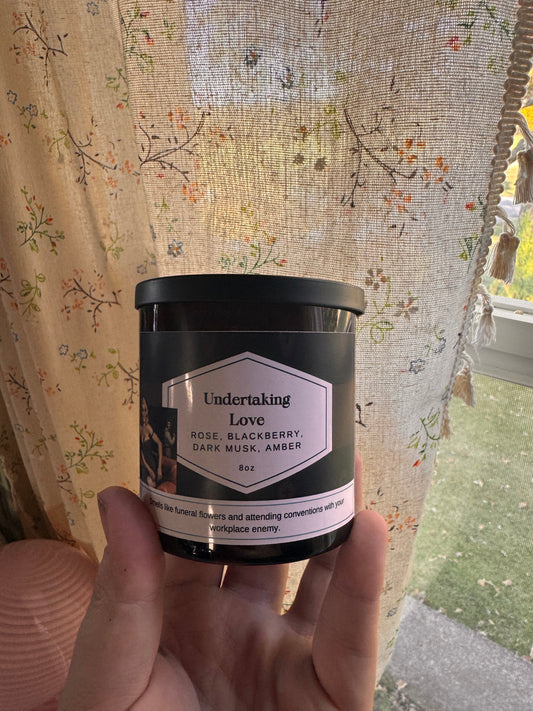 Undertaking
Love
ROSE, BLACKBERRY,
DARK MUSK, AMBER
8oz
like funeral flowers and attending conventions with your
workplace enemy.